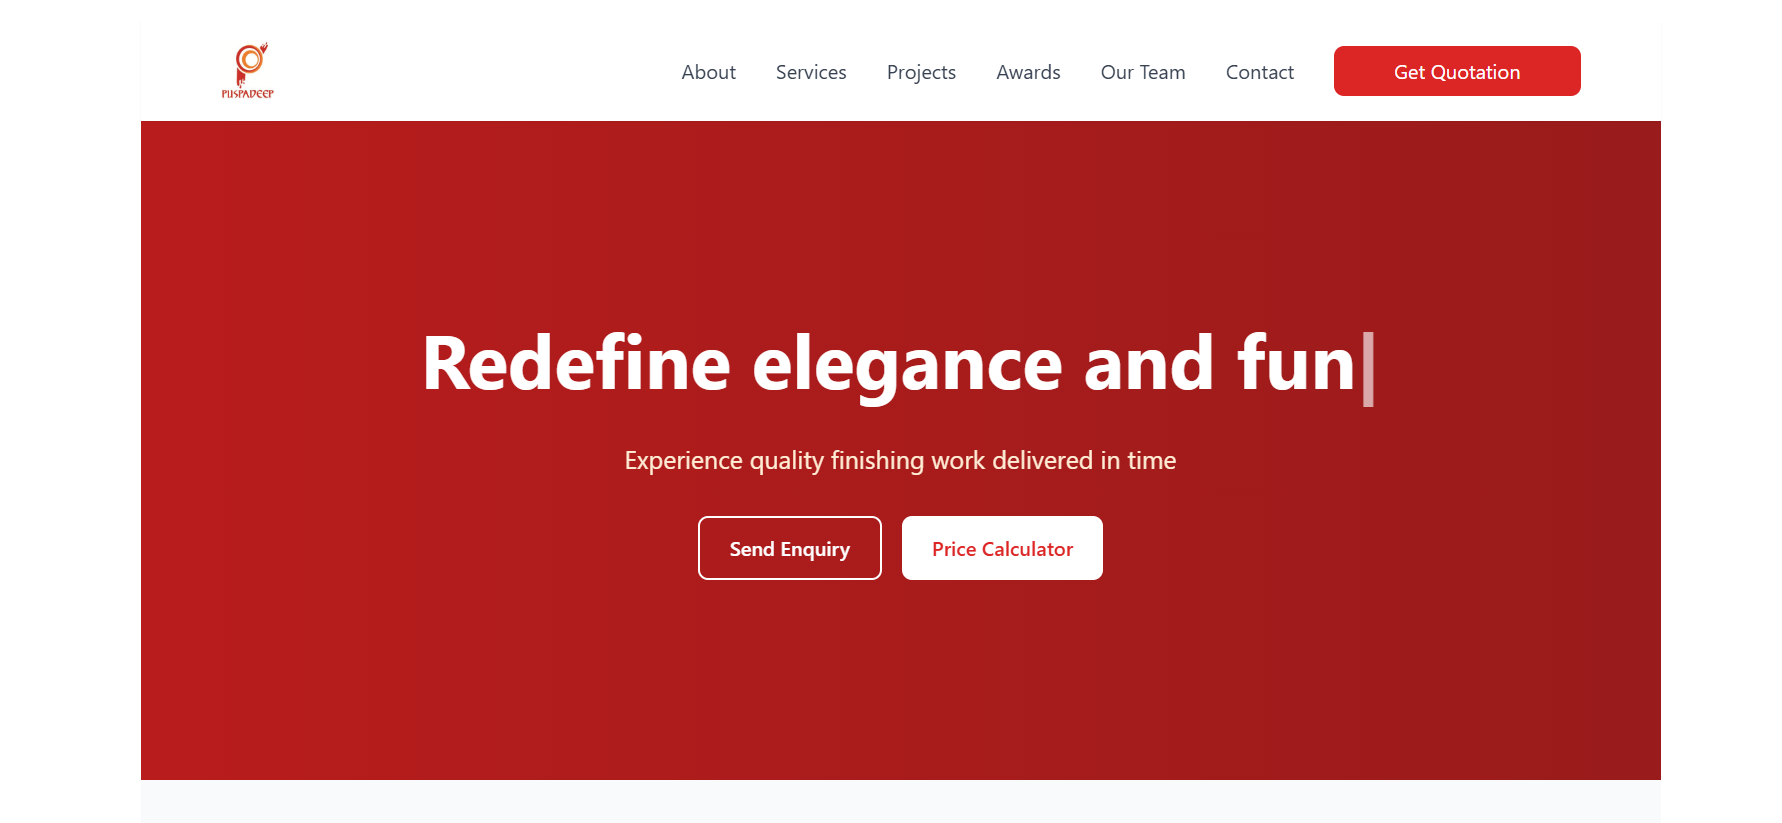 PUSPADEEP
About Services Projects Awards Our Team Contact Get Quotation
Redefine elegance and fun|
Experience quality finishing work delivered in time
Send Enquiry Price Calculator